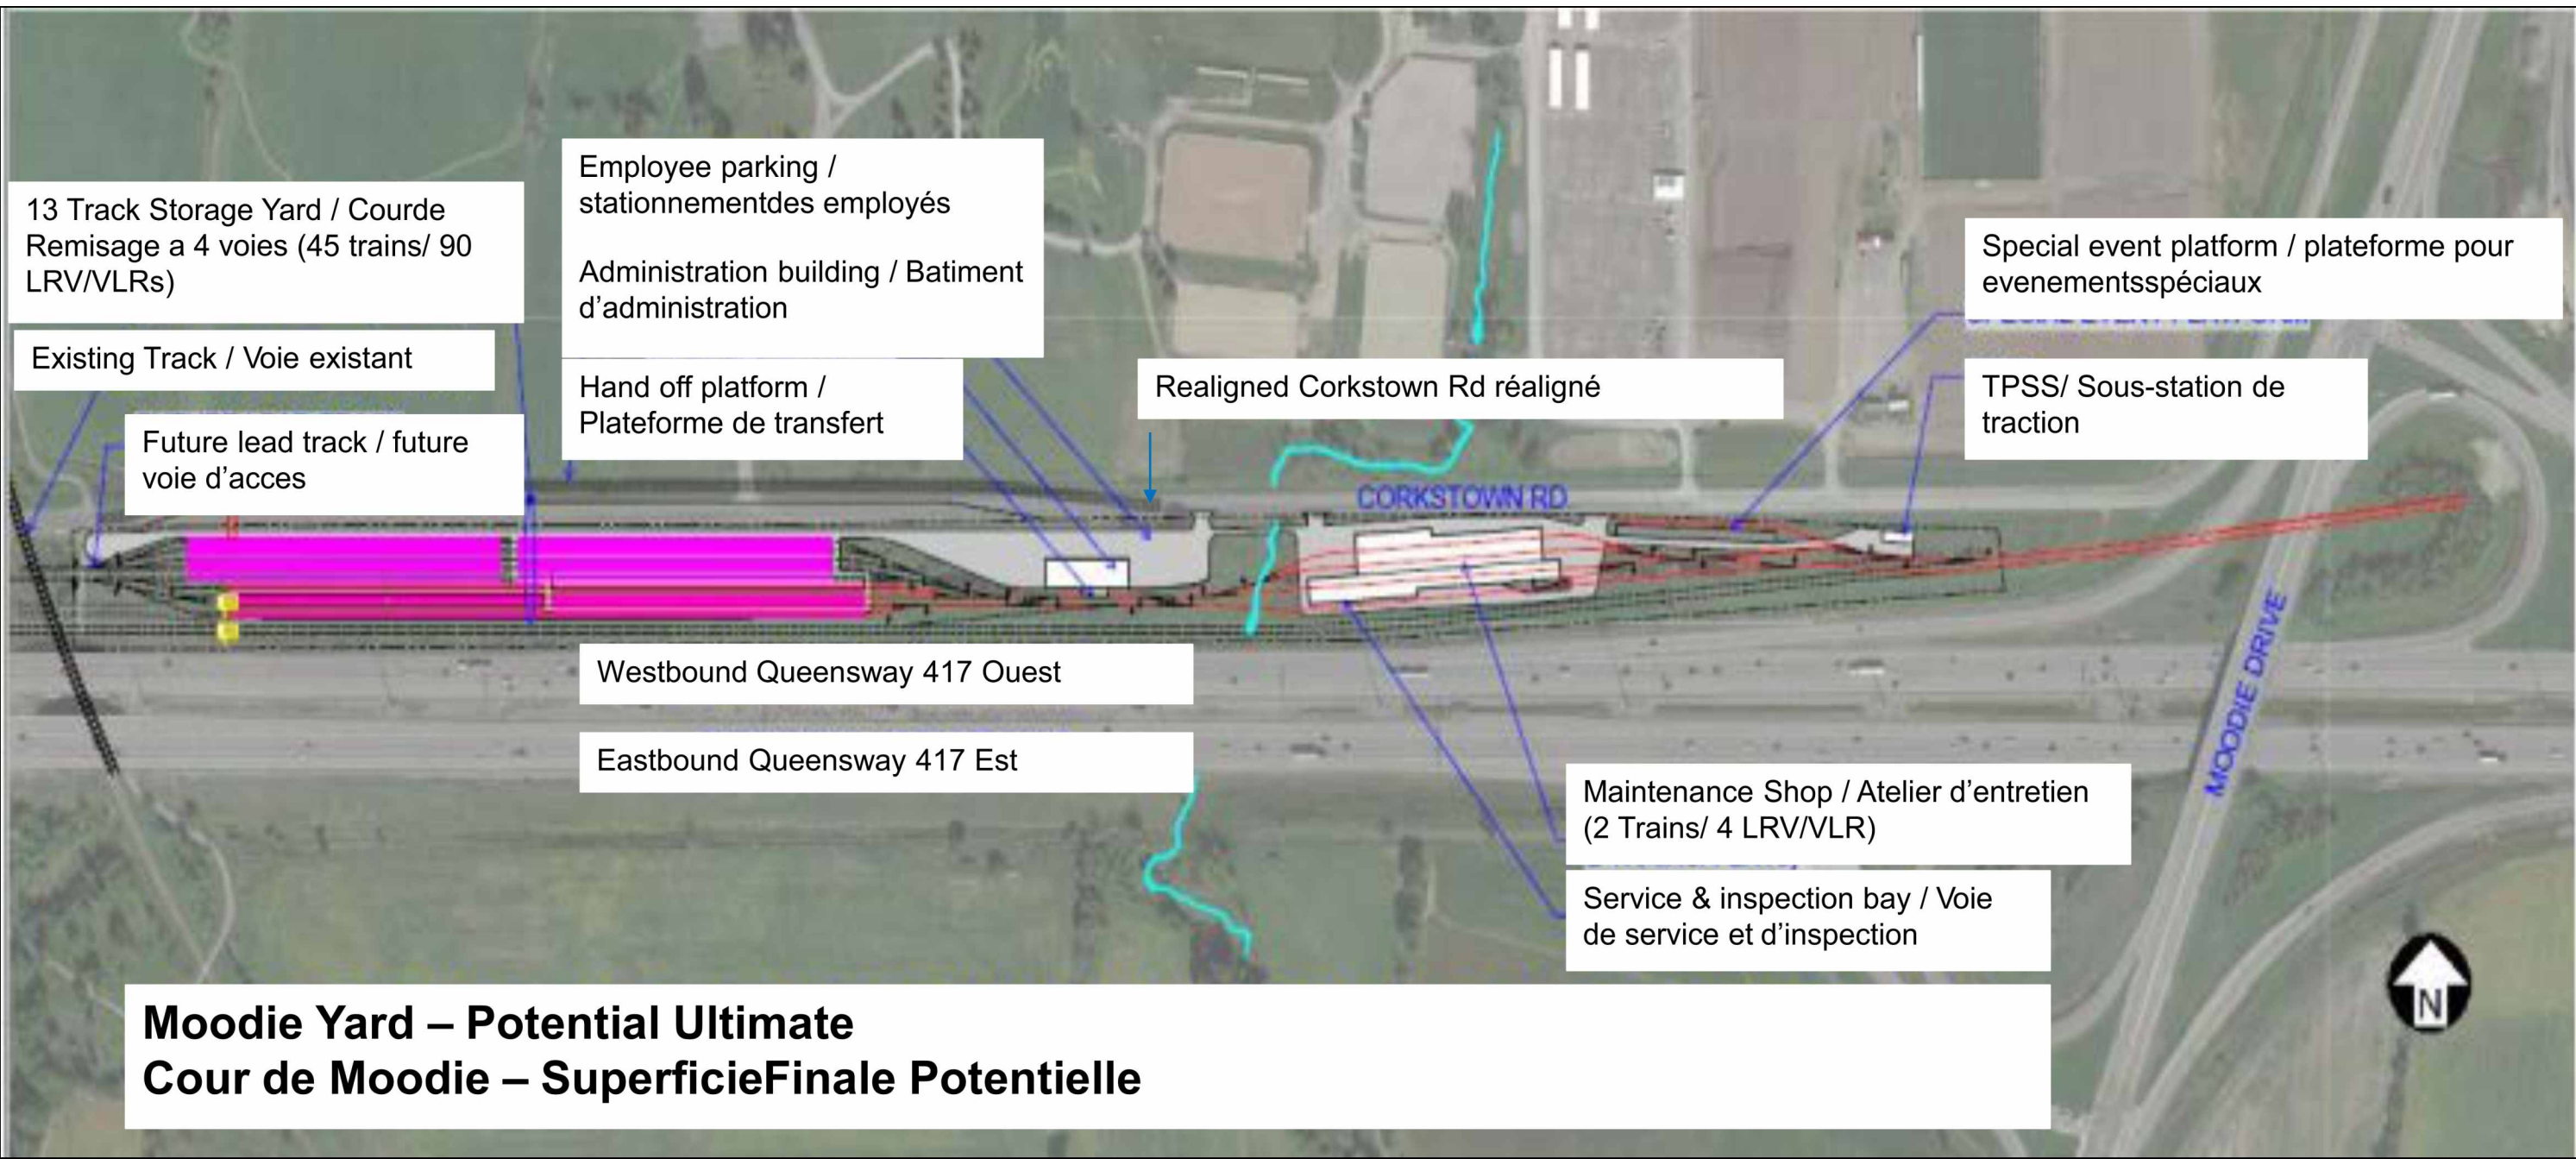 13 Track Storage Yard / Courde
Remisage a 4 voies (45 trains/ 90
LRV/VLRs)
Existing Track / Voie existant
Future lead track / future
voie d’acces
Employee parking /
stationnementdes employés
Administration building / Batiment
d’administration
Hand off platform /
Plateforme de transfert
Realigned Corkstown Rd réaligné
Special event platform / plateforme pour
evenementsspéciaux
TPSS/ Sous-station de
traction
CORKSTOWN RD
Westbound Queensway 417 Ouest
Eastbound Queensway 417 Est
MOODIE DRIVE
Maintenance Shop / Atelier d’entretien
(2 Trains/ 4 LRV/VLR)
Service & inspection bay / Voie
de service et d’inspection
N
Moodie Yard – Potential Ultimate
Cour de Moodie – SuperficieFinale Potentielle